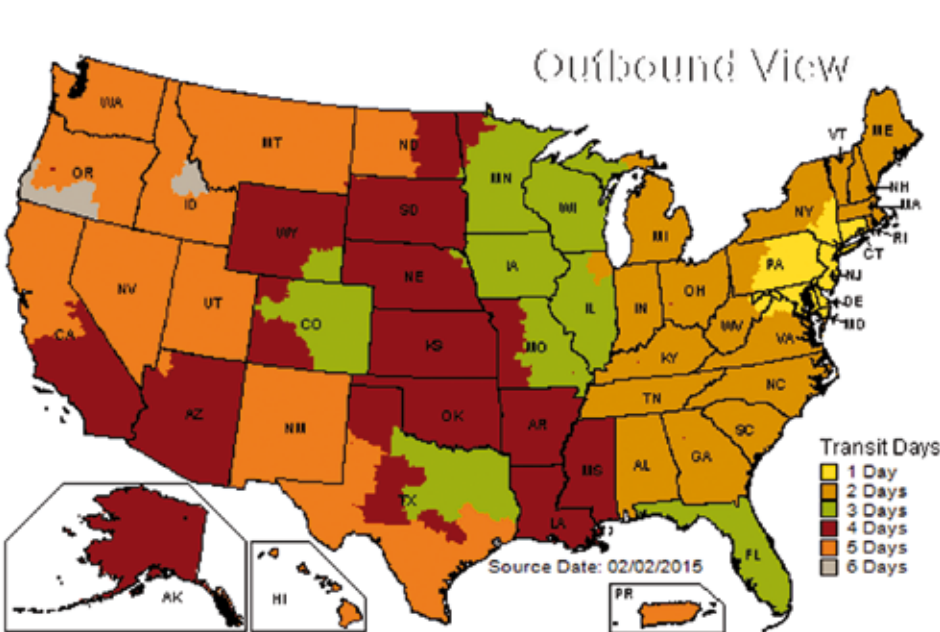 Outbound View
WA
MT
ND
MN
VT
ME
OR
ID
SD
WI
MI
NY
NH
MA
RI
CT
WY
NE
IA
PA
NJ
DE
MD
NV
UT
CO
IL
IN
OH
WV
VA
CA
KS
MO
KY
NC
AZ
NM
OK
AR
TN
SC
TX
LA
MS
AL
GA
FL
Transit Days
1 Day
2 Days
3 Days
4 Days
5 Days
6 Days
Source Date: 02/02/2015
AK
HI
PR